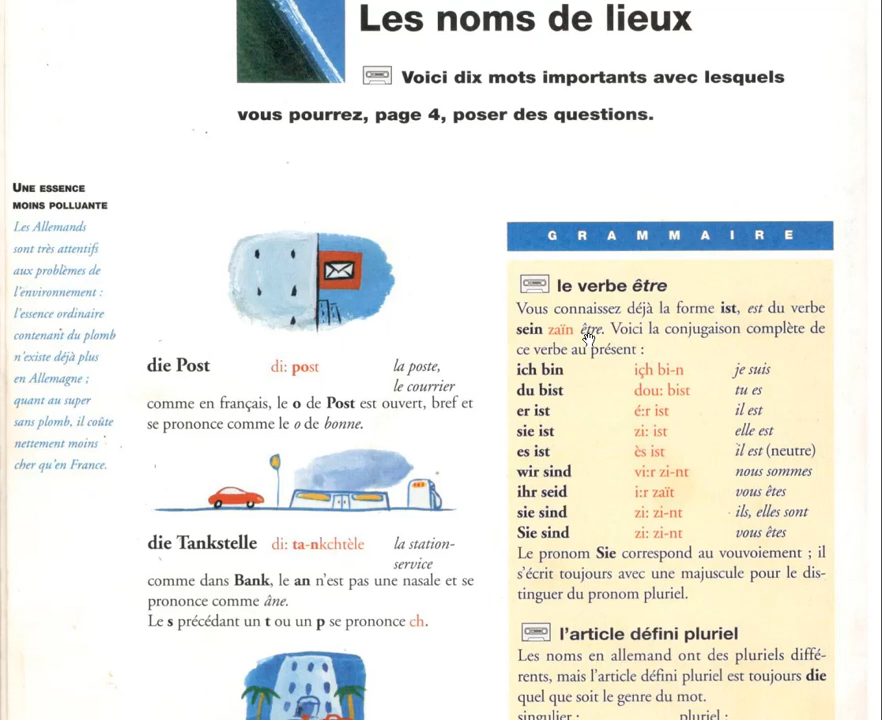 Les noms de lieux
Voici dix mots importants avec lesquels
vous pourrez, page 4, poser des questions.
UNE ESSENCE
MOINS POLLUANTE
Les Allemands
sont très attentifs
aux problèmes de
l'environnement :
l'essence ordinaire
contenant du plomb
n'existe déjà plus
en Allemagne ;
quant au super
sans plomb, il coûte
nettement moins
cher qu'en France.
die Post di: post la poste,
le courrier
comme en français, le o de Post est ouvert, bref et
se prononce comme le o de bonne.
die Tankstelle di: ta-nkchtèle la station-
service
comme dans Bank, le an n'est pas une nasale et se
prononce comme âne.
Le s précédant un t ou un p se prononce ch.
GRAMMAIRE
le verbe être
Vous connaissez déjà la forme ist, est du verbe
sein zaïn être. Voici la conjugaison complète de
ce verbe au présent :
ich bin içh bi-n je suis
du bist dou: bist tu es
er ist é:r ist il est
sie ist zi: ist elle est
es ist ès ist il est (neutre)
wir sind vi:r zi-nt nous sommes
ihr seid i:r zaït vous êtes
sie sind zi: zi-nt ils, elles sont
Sie sind zi: zi-nt vous êtes
Le pronom Sie correspond au vouvoiement ; il
s'écrit toujours avec une majuscule pour le dis-
tinguer du pronom pluriel.
l'article défini pluriel
Les noms en allemand ont des pluriels diffé-
rents, mais l'article défini pluriel est toujours die
quel que soit le genre du mot.
singulier : pluriel :